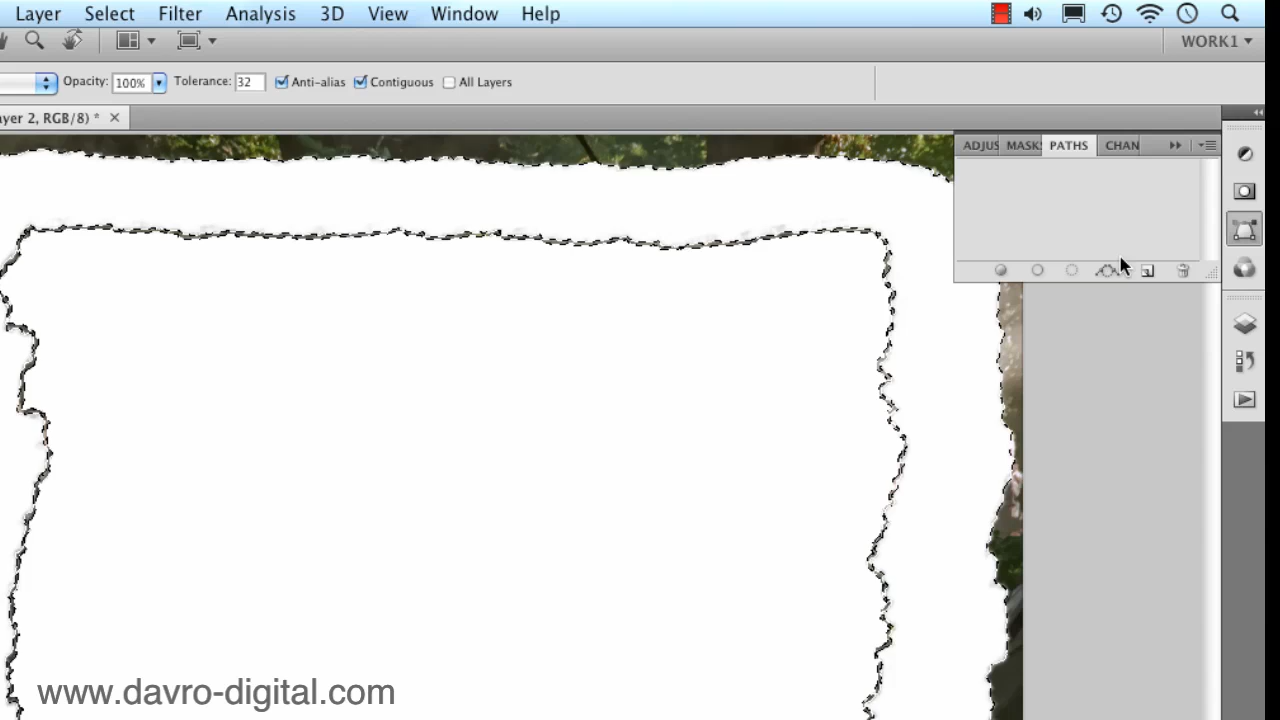 Layer Select Filter Analysis 3D View Window Help
WORK1
Opacity: 100% Tolerance: 32 Anti-alias Contiguous All Layers
ayer 2, RGB/8) *
ADJUS MASKS PATHS CHAN
www.davro-digital.com